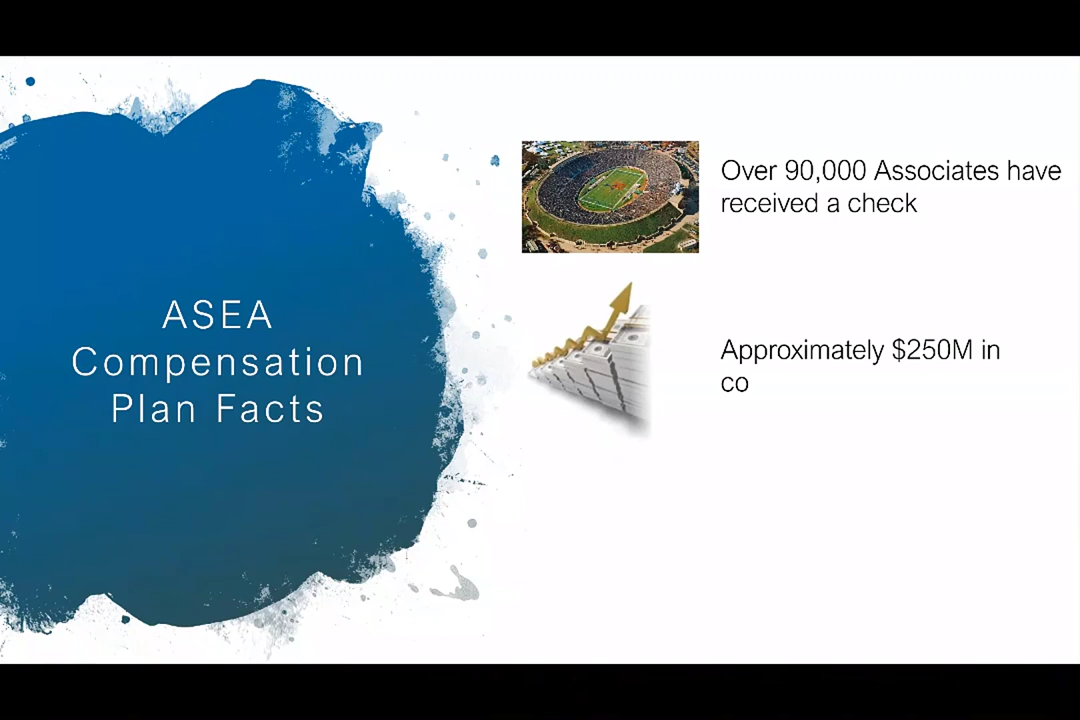 ASEA
Compensation
Plan Facts
Over 90,000 Associates have
received a check
Approximately $250M in
co